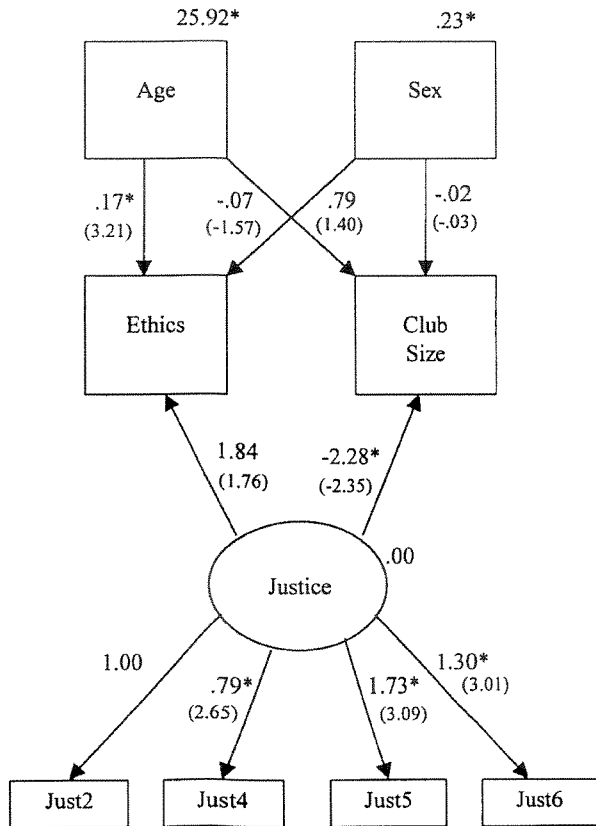 25.92*
.23*
Age
Sex
.17*
-.07
.79
-.02
(3.21)
(-1.57)
(1.40)
(-.03)
Ethics
Club
Size
1.84
-2.28*
(1.76)
(-2.35)
.00
Justice
1.00
.79*
1.73*
1.30*
(2.65)
(3.09)
(3.01)
Just2
Just4
Just5
Just6